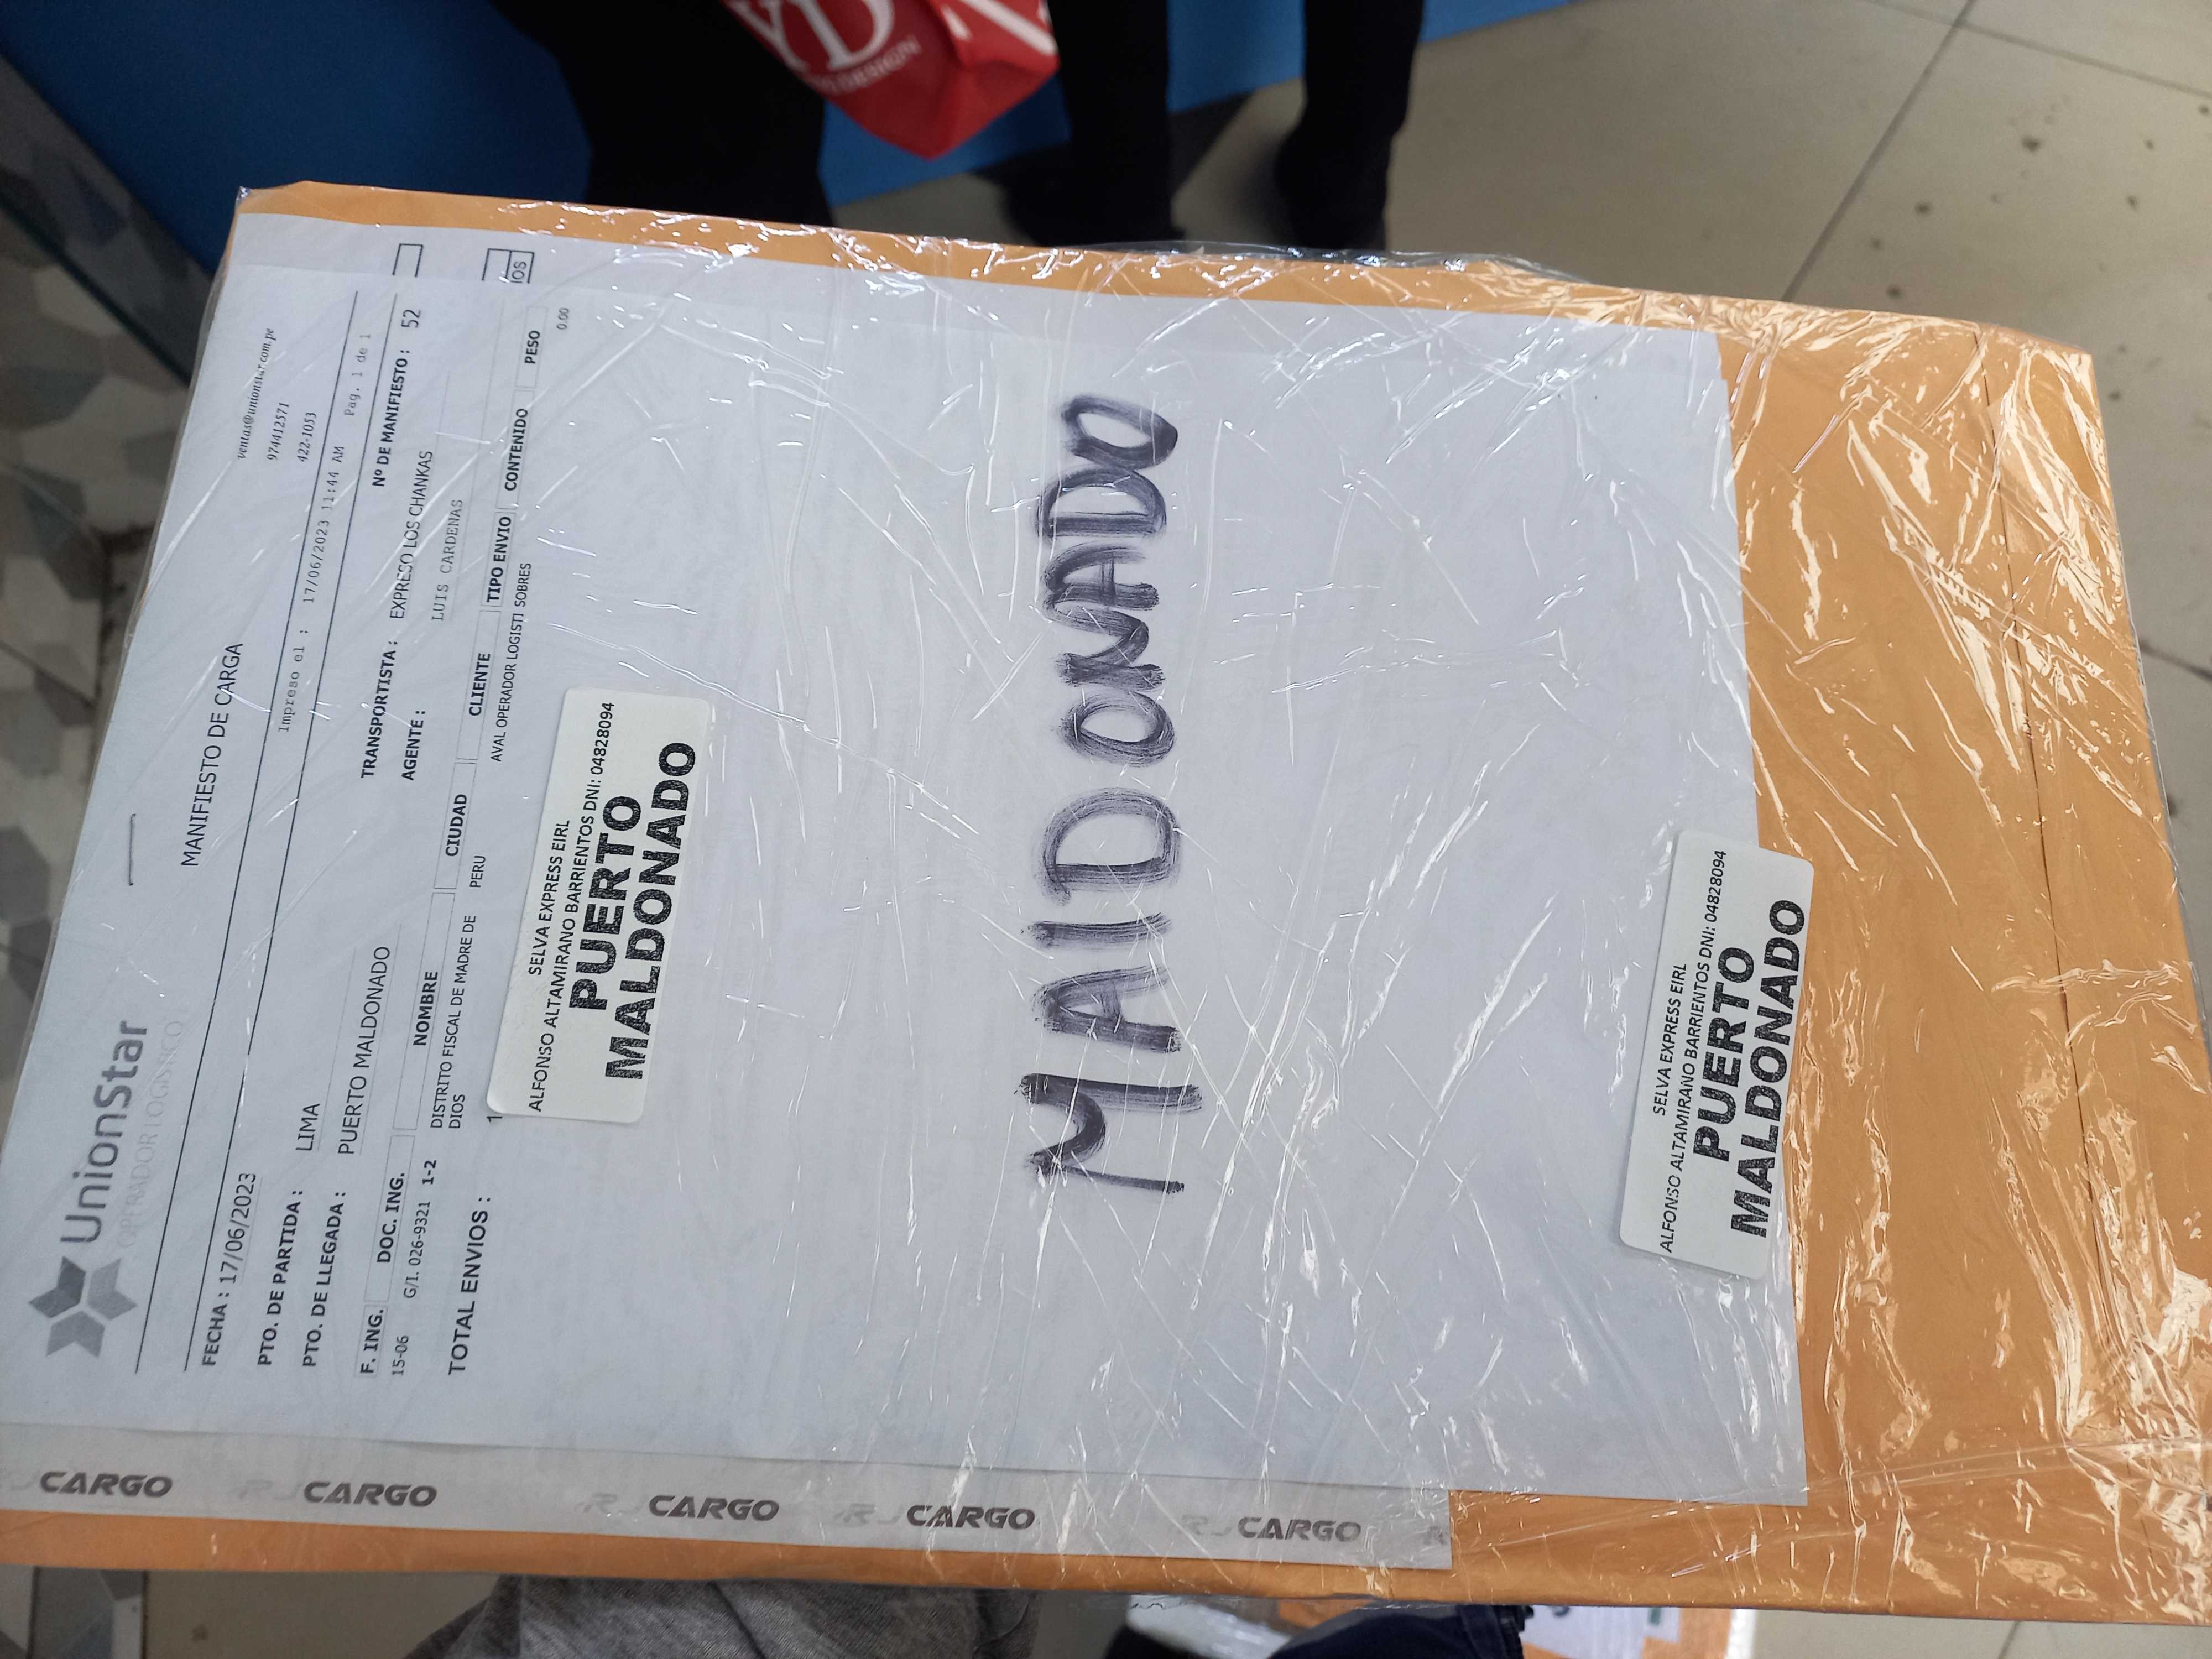 UnionStar
OPERADOR LOGISTICO
ventas@unionstar.com.pe
974412571
422-1053
MANIFIESTO DE CARGA
Impreso el : 17/06/2023 11:44 AM Pag. 1 de 1
FECHA : 17/06/2023
PTO. DE PARTIDA : LIMA
TRANSPORTISTA : EXPRESO LOS CHANKAS
Nº DE MANIFIESTO : 52
PTO. DE LLEGADA : PUERTO MALDONADO
AGENTE : LUIS CARDENAS
F. ING. DOC. ING. NOMBRE CIUDAD CLIENTE TIPO ENVIO CONTENIDO PESO
15-06 G/I. 026-9321 1-2 DISTRITO FISCAL DE MADRE DE PERU AVAL OPERADOR LOGISTI SOBRES 0.00
DIOS
TOTAL ENVIOS : 1
SELVA EXPRESS EIRL
ALFONSO ALTAMIRANO BARRIENTOS DNI: 04828094
PUERTO
MALDONADO
MALDONADO
SELVA EXPRESS EIRL
ALFONSO ALTAMIRANO BARRIENTOS DNI: 04828094
PUERTO
MALDONADO
CARGO
CARGO
CARGO
CARGO
CARGO
YD
DESIGN